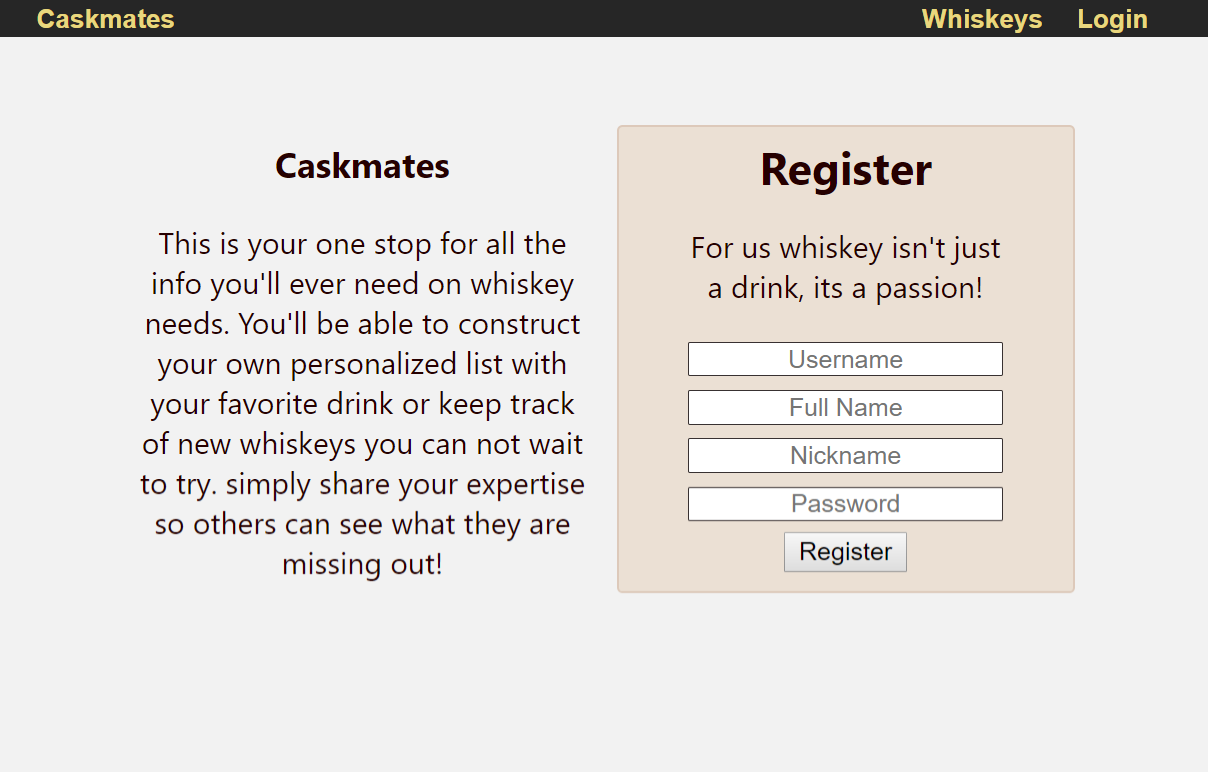 Caskmates
Whiskeys
Login
Caskmates
This is your one stop for all the
info you'll ever need on whiskey
needs. You'll be able to construct
your own personalized list with
your favorite drink or keep track
of new whiskeys you can not wait
to try. simply share your expertise
so others can see what they are
missing out!
Register
For us whiskey isn't just
a drink, its a passion!
Username
Full Name
Nickname
Password
Register